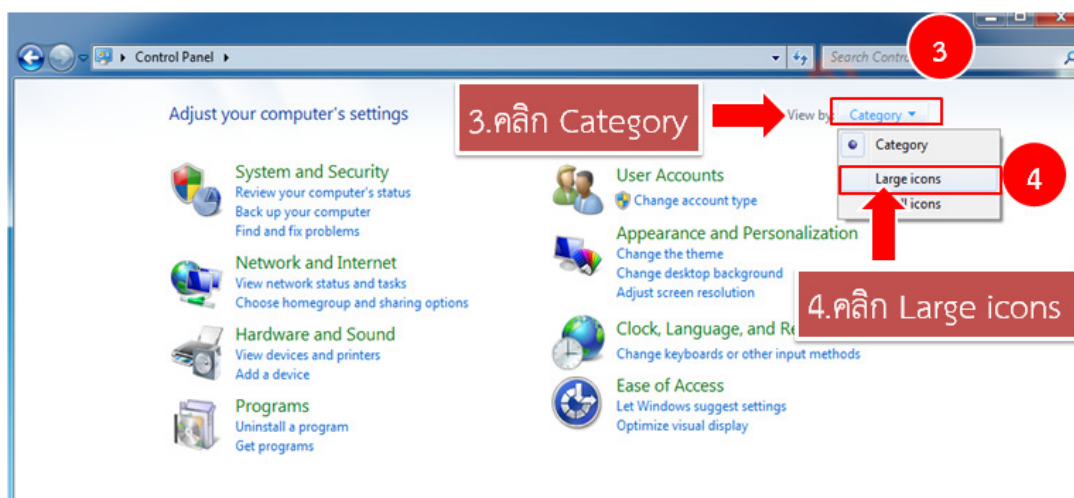 Control Panel
Search Contro
3
Adjust your computer's settings
3.คลิก Category
View by:
Category
Category
Large icons
icons
4
4.คลิก Large icons
System and Security
Review your computer's status
Back up your computer
Find and fix problems
Network and Internet
View network status and tasks
Choose homegroup and sharing options
Hardware and Sound
View devices and printers
Add a device
Programs
Uninstall a program
Get programs
User Accounts
Change account type
Appearance and Personalization
Change the theme
Change desktop background
Adjust screen resolution
Clock, Language, and Re
Change keyboards or other input methods
Ease of Access
Let Windows suggest settings
Optimize visual display